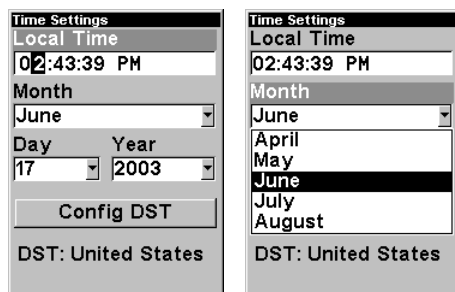 Time Settings
Local Time
02:43:39 PM
Month
June
Day Year
17 2003
Config DST
DST: United States
Time Settings
Local Time
02:43:39 PM
Month
June
April
May
June
July
August
DST: United States